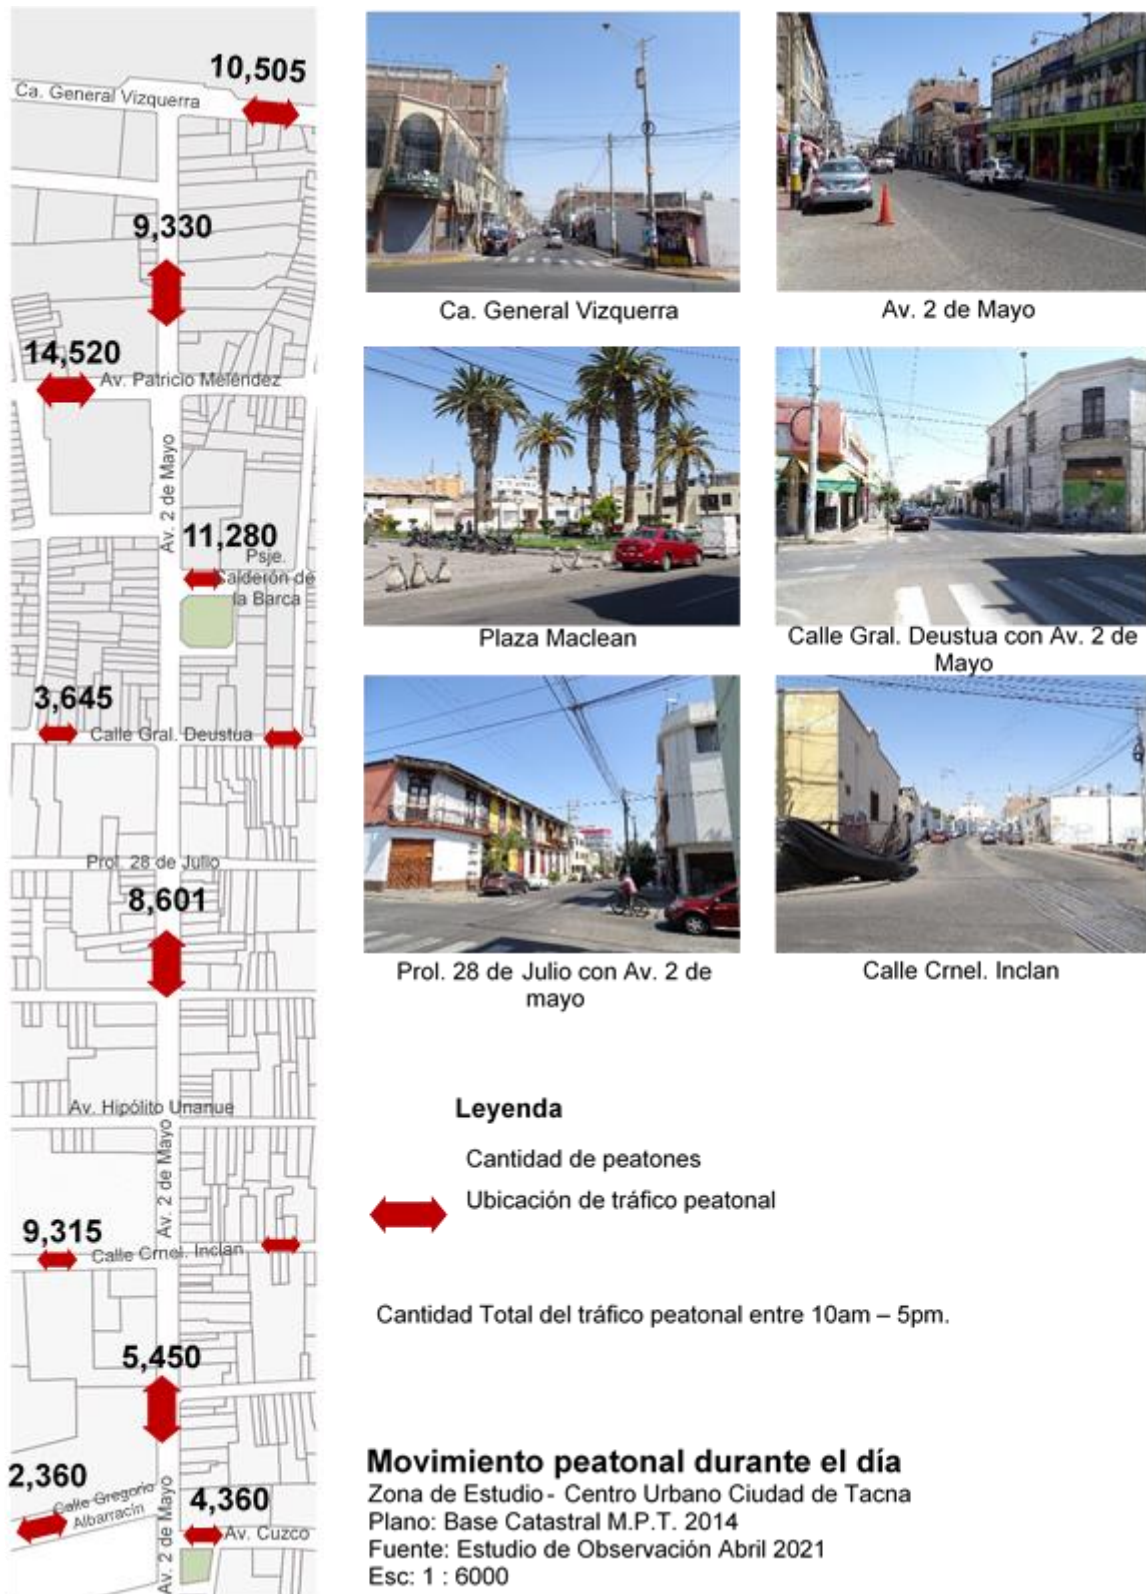 10,505
Ca. General Vizquerra
9,330
14,520
Av. Patricio Meléndez
Av. 2 de Mayo
11,280
Psje.
Calderón de
la Barca
3,645
Calle Gral. Deustua
Prol. 28 de Julio
8,601
Av. Hipólito Unanue
Av. 2 de Mayo
9,315
Calle Crnel. Inclan
5,450
2,360
Calle Gregorio
Albarracín
Av. 2 de Mayo
4,360
Av. Cuzco
Ca. General Vizquerra
Av. 2 de Mayo
Plaza Maclean
Calle Gral. Deustua con Av. 2 de
Mayo
Prol. 28 de Julio con Av. 2 de
mayo
Calle Crnel. Inclan
Leyenda
Cantidad de peatones
Ubicación de tráfico peatonal
Cantidad Total del tráfico peatonal entre 10am – 5pm.
Movimiento peatonal durante el día
Zona de Estudio - Centro Urbano Ciudad de Tacna
Plano: Base Catastral M.P.T. 2014
Fuente: Estudio de Observación Abril 2021
Esc: 1 : 6000